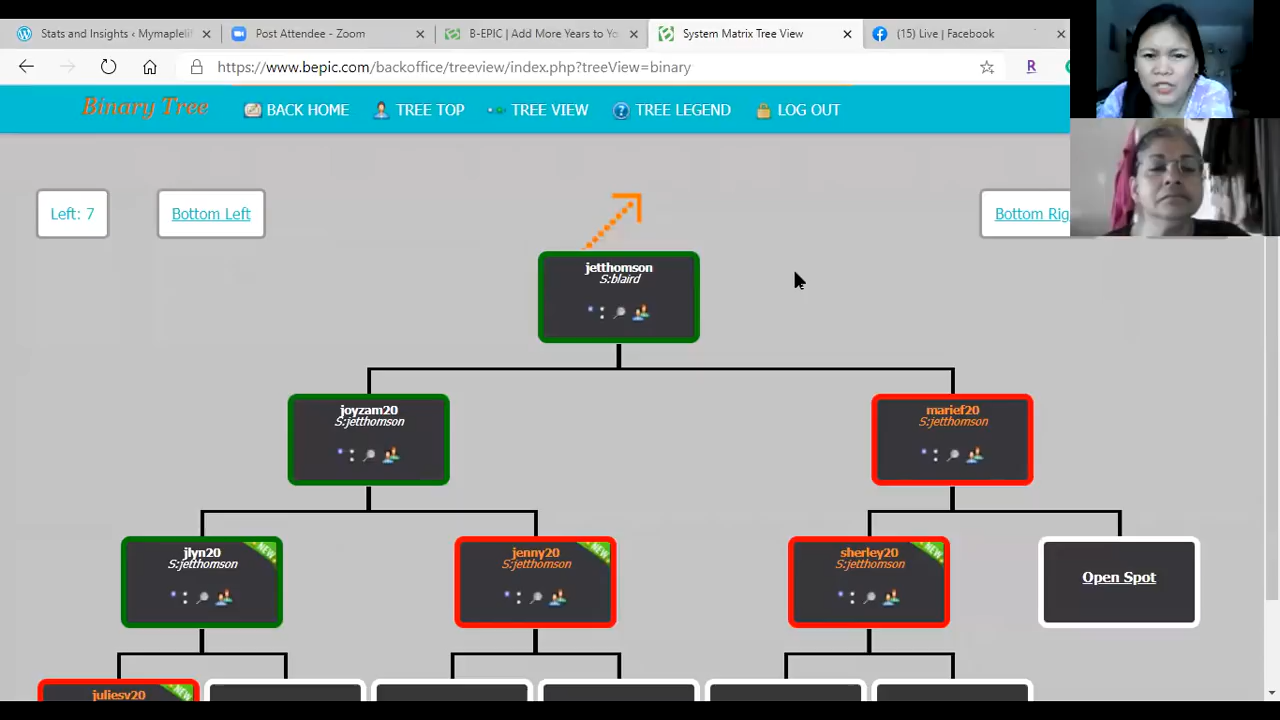 Stats and Insights ‹ Mymaplelif
Post Attendee - Zoom
B-EPIC | Add More Years to Yo
System Matrix Tree View
(15) Live | Facebook
https://www.bepic.com/backoffice/treeview/index.php?treeView=binary
R
Binary Tree
BACK HOME
TREE TOP
TREE VIEW
TREE LEGEND
LOG OUT
Left: 7
Bottom Left
Bottom Rig
jetthomson
S:blaird
joyzam20
S:jetthomson
marief20
S:jetthomson
jlyn20
S:jetthomson
NEW
jenny20
S:jetthomson
NEW
sherley20
S:jetthomson
NEW
Open Spot
juliesy20
NEW